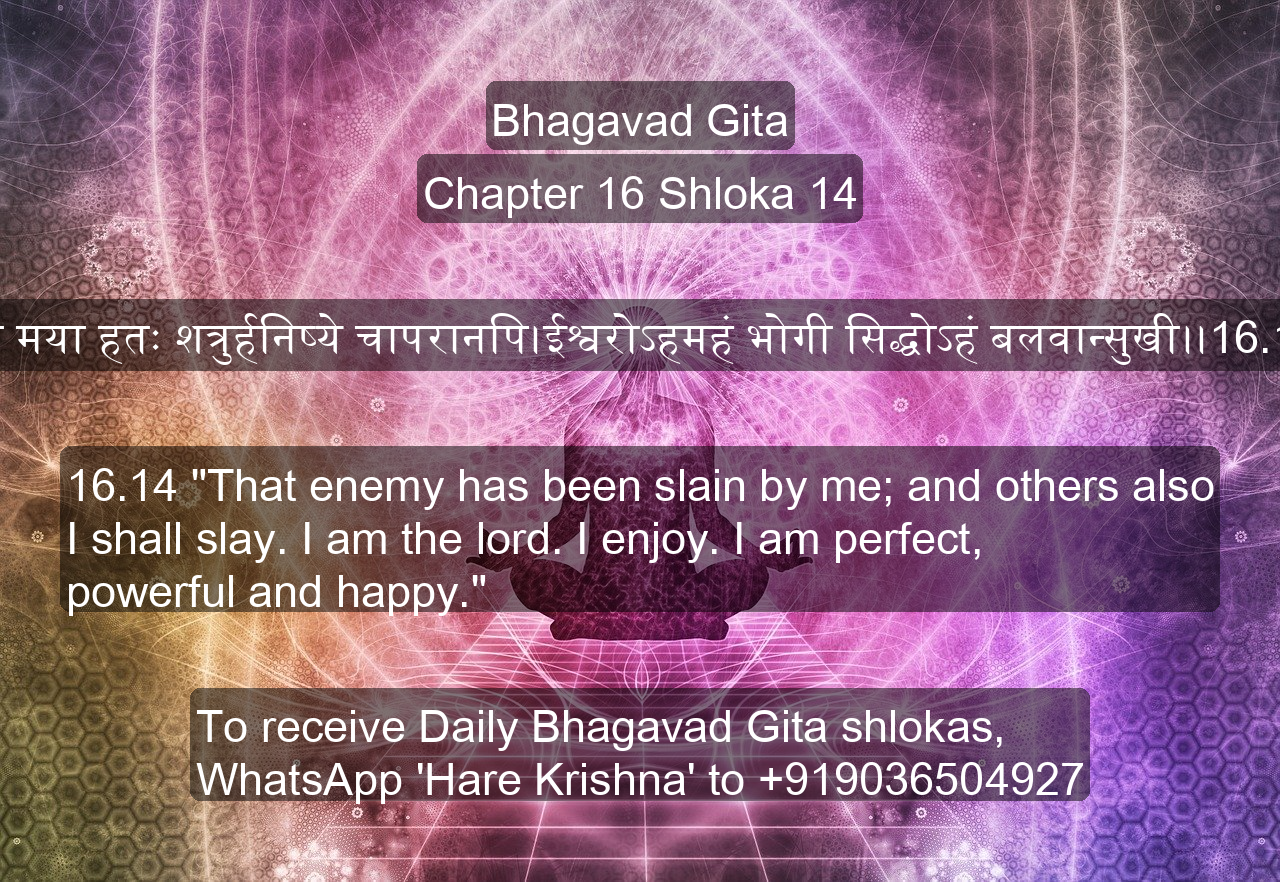 Bhagavad Gita
Chapter 16 Shloka 14
मया हतः शत्रुर्हनिष्ये चापरानपि।ईश्वरोऽहमहं भोगी सिद्धोऽहं बलवान्सुखी।।16.
16.14 "That enemy has been slain by me; and others also
I shall slay. I am the lord. I enjoy. I am perfect,
powerful and happy."
To receive Daily Bhagavad Gita shlokas,
WhatsApp 'Hare Krishna' to +919036504927